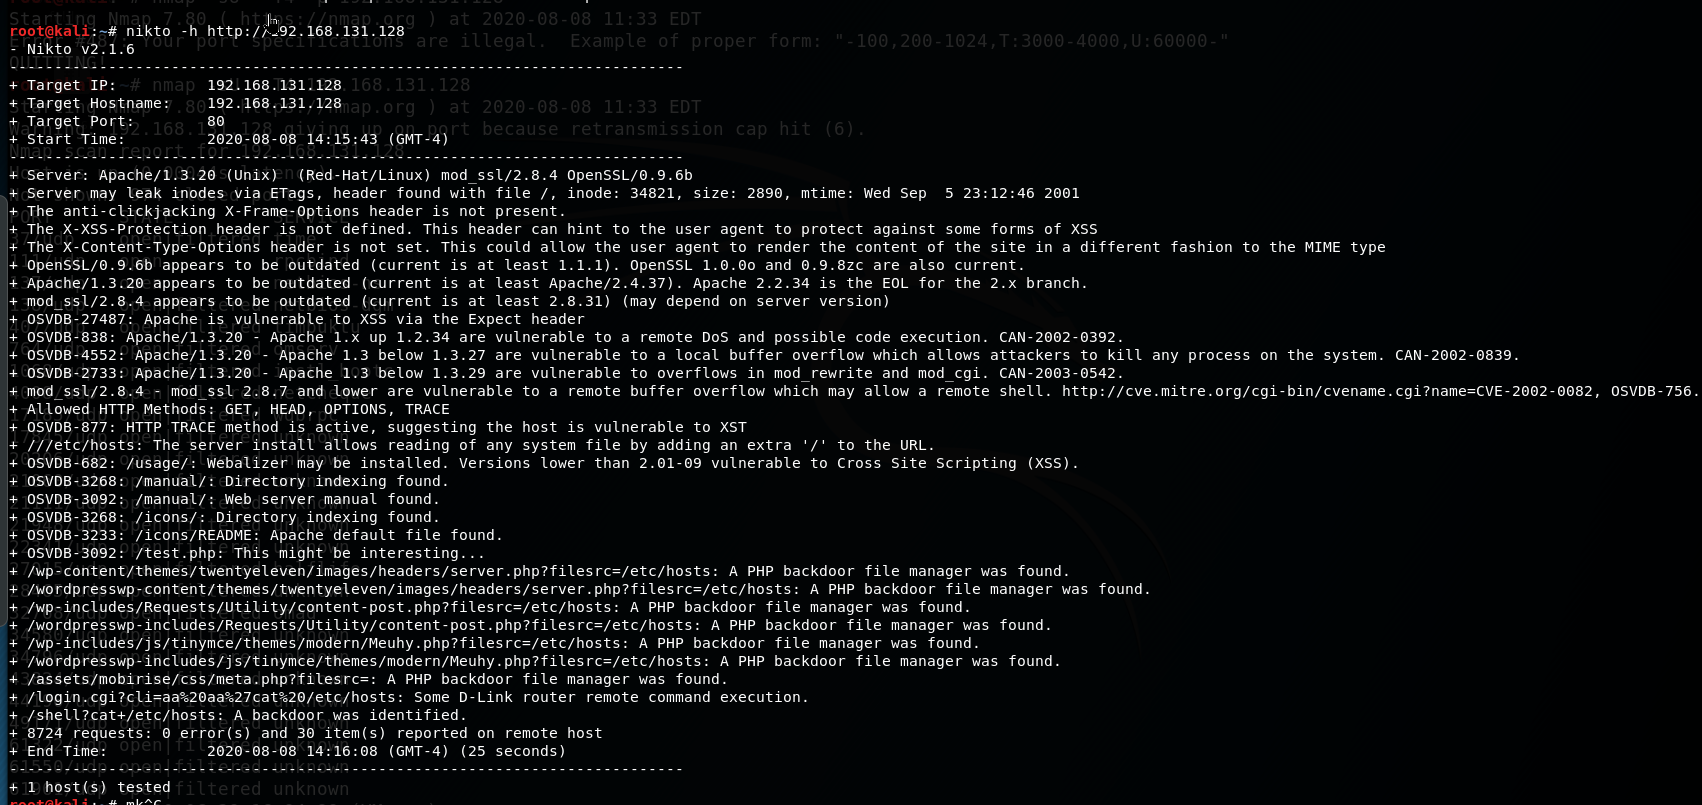 root@kali:~# nikto -h http://192.168.131.128
- Nikto v2.1.6
---------------------------------------------------------------------------
+ Target IP:          192.168.131.128
+ Target Hostname:    192.168.131.128
+ Target Port:        80
+ Start Time:         2020-08-08 14:15:43 (GMT-4)
---------------------------------------------------------------------------
+ Server: Apache/1.3.20 (Unix)  (Red-Hat/Linux) mod_ssl/2.8.4 OpenSSL/0.9.6b
+ Server may leak inodes via ETags, header found with file /, inode: 34821, size: 2890, mtime: Wed Sep  5 23:12:46 2001
+ The anti-clickjacking X-Frame-Options header is not present.
+ The X-XSS-Protection header is not defined. This header can hint to the user agent to protect against some forms of XSS
+ The X-Content-Type-Options header is not set. This could allow the user agent to render the content of the site in a different fashion to the MIME type
+ OpenSSL/0.9.6b appears to be outdated (current is at least 1.1.1). OpenSSL 1.0.0o and 0.9.8zc are also current.
+ Apache/1.3.20 appears to be outdated (current is at least Apache/2.4.37). Apache 2.2.34 is the EOL for the 2.x branch.
+ mod_ssl/2.8.4 appears to be outdated (current is at least 2.8.31) (may depend on server version)
+ OSVDB-27487: Apache is vulnerable to XSS via the Expect header
+ OSVDB-838: Apache/1.3.20 - Apache 1.x up 1.2.34 are vulnerable to a remote DoS and possible code execution. CAN-2002-0392.
+ OSVDB-4552: Apache/1.3.20 - Apache 1.3 below 1.3.27 are vulnerable to a local buffer overflow which allows attackers to kill any process on the system. CAN-2002-0839.
+ OSVDB-2733: Apache/1.3.20 - Apache 1.3 below 1.3.29 are vulnerable to overflows in mod_rewrite and mod_cgi. CAN-2003-0542.
+ mod_ssl/2.8.4 - mod_ssl 2.8.7 and lower are vulnerable to a remote buffer overflow which may allow a remote shell. http://cve.mitre.org/cgi-bin/cvename.cgi?name=CVE-2002-0082, OSVDB-756.
+ Allowed HTTP Methods: GET, HEAD, OPTIONS, TRACE
+ OSVDB-877: HTTP TRACE method is active, suggesting the host is vulnerable to XST
+ ///etc/hosts: The server install allows reading of any system file by adding an extra '/' to the URL.
+ OSVDB-682: /usage/: Webalizer may be installed. Versions lower than 2.01-09 vulnerable to Cross Site Scripting (XSS).
+ OSVDB-3268: /manual/: Directory indexing found.
+ OSVDB-3092: /manual/: Web server manual found.
+ OSVDB-3268: /icons/: Directory indexing found.
+ OSVDB-3233: /icons/README: Apache default file found.
+ OSVDB-3092: /test.php: This might be interesting...
+ /wp-content/themes/twentyeleven/images/headers/server.php?filesrc=/etc/hosts: A PHP backdoor file manager was found.
+ /wordpresswp-content/themes/twentyeleven/images/headers/server.php?filesrc=/etc/hosts: A PHP backdoor file manager was found.
+ /wp-includes/Requests/Utility/content-post.php?filesrc=/etc/hosts: A PHP backdoor file manager was found.
+ /wordpresswp-includes/Requests/Utility/content-post.php?filesrc=/etc/hosts: A PHP backdoor file manager was found.
+ /wp-includes/js/tinymce/themes/modern/Meuhy.php?filesrc=/etc/hosts: A PHP backdoor file manager was found.
+ /wordpresswp-includes/js/tinymce/themes/modern/Meuhy.php?filesrc=/etc/hosts: A PHP backdoor file manager was found.
+ /assets/mobirise/css/meta.php?filesrc=: A PHP backdoor file manager was found.
+ /login.cgi?cli=aa%20aa%27cat%20/etc/hosts: Some D-Link router remote command execution.
+ /shell?cat+/etc/hosts: A backdoor was identified.
+ 8724 requests: 0 error(s) and 30 item(s) reported on remote host
+ End Time:           2020-08-08 14:16:08 (GMT-4) (25 seconds)
---------------------------------------------------------------------------
+ 1 host(s) tested
root@kali:~# mk^C